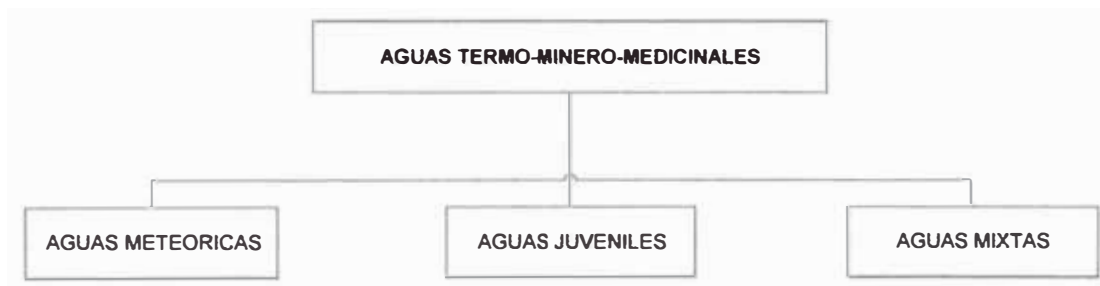 AGUAS TERMO-MINERO-MEDICINALES
AGUAS METEORICAS
AGUAS JUVENILES
AGUAS MIXTAS